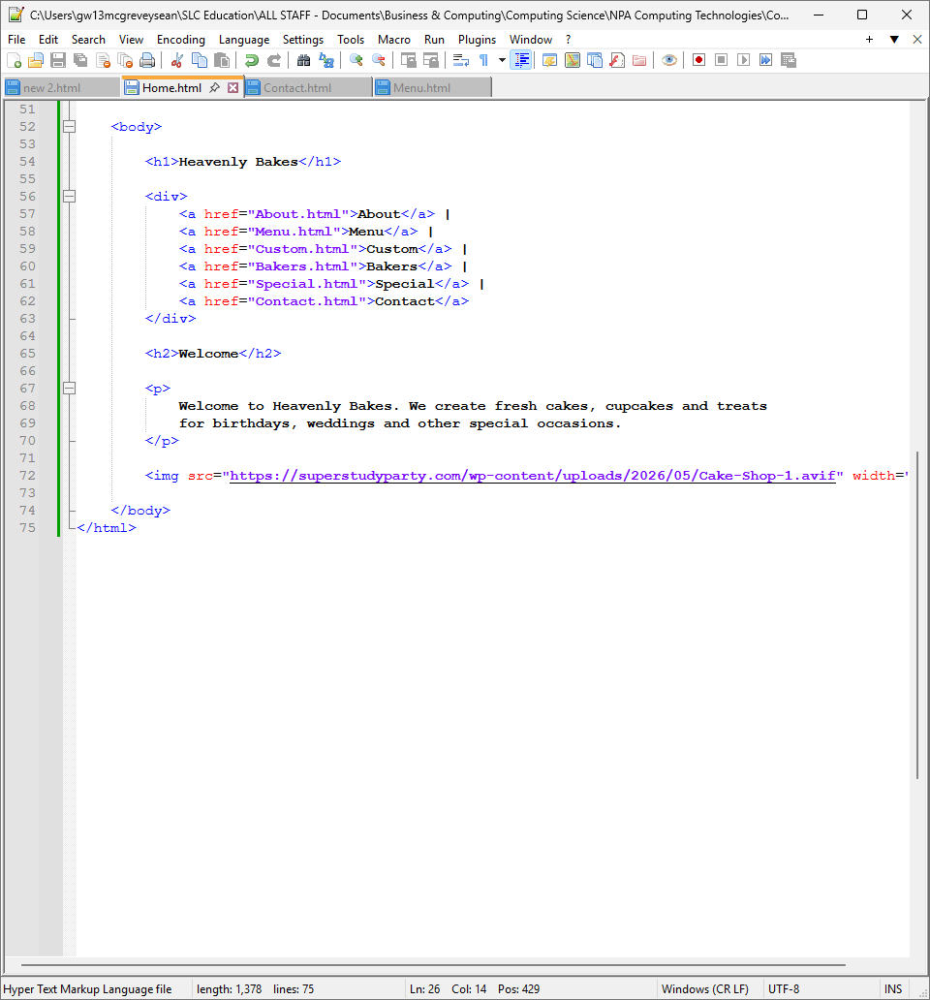 C:\Users\gw13mcgreveysean\SLC Education\ALL STAFF - Documents\Business & Computing\Computing Science\NPA Computing Technologies\Co...
File Edit Search View Encoding Language Settings Tools Macro Run Plugins Window ? + ▼ ✕
new 2.html Home.html Contact.html Menu.html
51
52 <body>
53
54 <h1>Heavenly Bakes</h1>
55
56 <div>
57 <a href="About.html">About</a> |
58 <a href="Menu.html">Menu</a> |
59 <a href="Custom.html">Custom</a> |
60 <a href="Bakers.html">Bakers</a> |
61 <a href="Special.html">Special</a> |
62 <a href="Contact.html">Contact</a>
63 </div>
64
65 <h2>Welcome</h2>
66
67 <p>
68 Welcome to Heavenly Bakes. We create fresh cakes, cupcakes and treats
69 for birthdays, weddings and other special occasions.
70 </p>
71
72 <img src="https://superstudyparty.com/wp-content/uploads/2026/05/Cake-Shop-1.avif" width="
73
74 </body>
75 </html>
Hyper Text Markup Language file length: 1,378 lines: 75 Ln: 26 Col: 14 Pos: 429 Windows (CR LF) UTF-8 INS